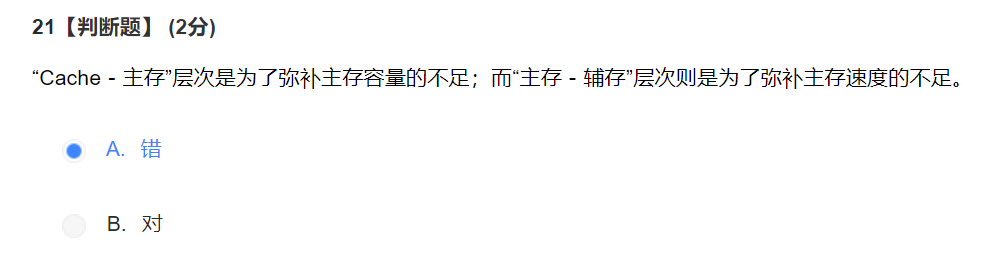 21【判断题】 (2分)
“Cache - 主存”层次是为了弥补主存容量的不足；而“主存 - 辅存”层次则是为了弥补主存速度的不足。
A. 错
B. 对